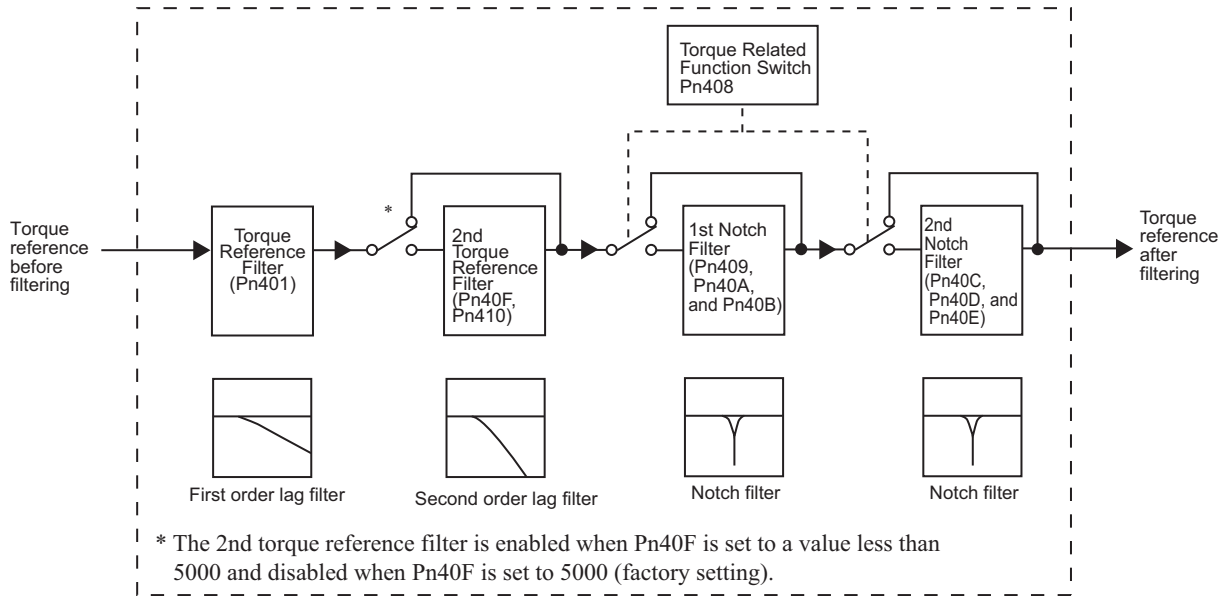 Torque Related
Function Switch
Pn408
Torque
reference
before
filtering
Torque
Reference
Filter
(Pn401)
*
2nd
Torque
Reference
Filter
(Pn40F,
Pn410)
1st Notch
Filter
(Pn409,
Pn40A,
and Pn40B)
2nd
Notch
Filter
(Pn40C,
Pn40D, and
Pn40E)
Torque
reference
after
filtering
First order lag filter
Second order lag filter
Notch filter
Notch filter
* The 2nd torque reference filter is enabled when Pn40F is set to a value less than
5000 and disabled when Pn40F is set to 5000 (factory setting).